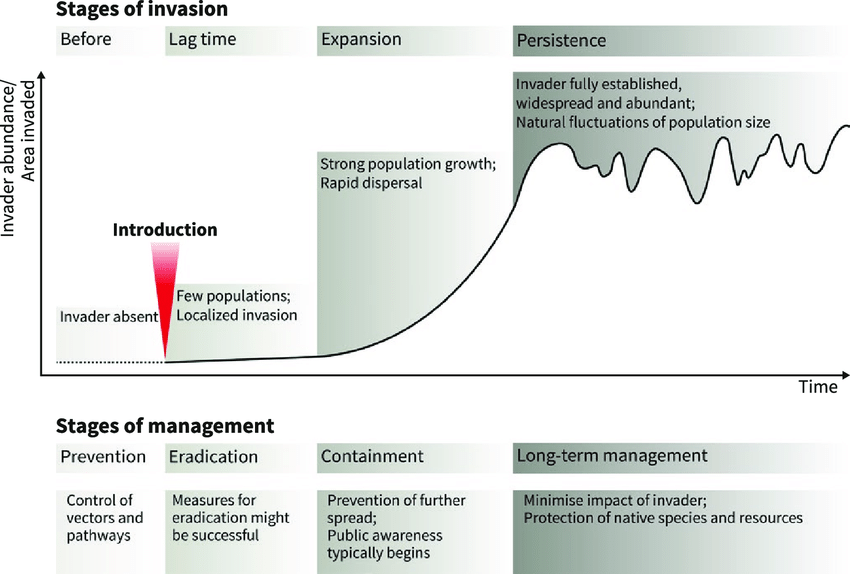 Stages of invasion
Before
Lag time
Expansion
Persistence
Invader abundance/
Area invaded
Invader fully established,
widespread and abundant;
Natural fluctuations of population size
Strong population growth;
Rapid dispersal
Introduction
Few populations;
Localized invasion
Invader absent
Time
Stages of management
Prevention
Eradication
Containment
Long-term management
Control of
vectors and
pathways
Measures for
eradication might
be successful
Prevention of further
spread;
Public awareness
typically begins
Minimise impact of invader;
Protection of native species and resources